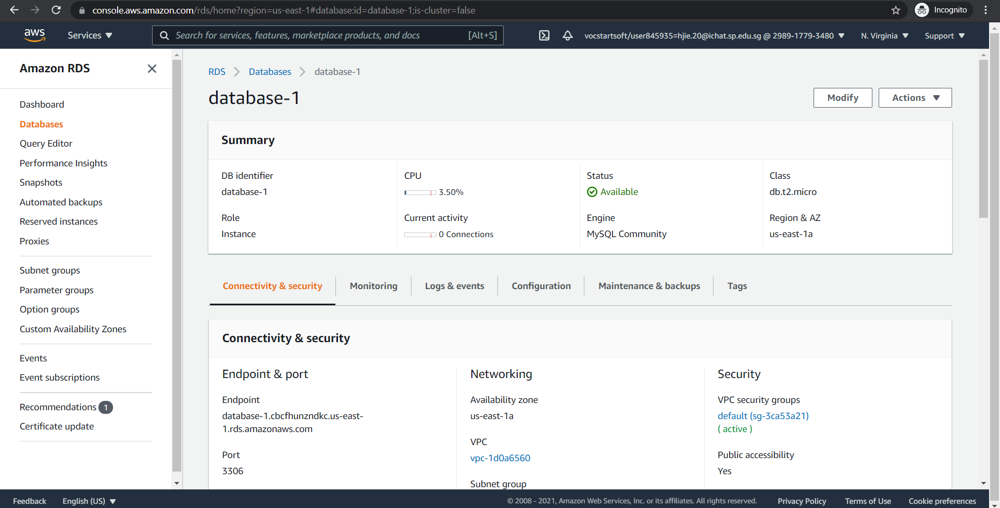 console.aws.amazon.com/rds/home?region=us-east-1#database:id=database-1;is-cluster=false
Incognito
aws
Services
Search for services, features, marketplace products, and docs
[Alt+S]
vocstartsoft/user845935=hjie.20@ichat.sp.edu.sg @ 2989-1779-3480
N. Virginia
Support
Amazon RDS
Dashboard
Databases
Query Editor
Performance Insights
Snapshots
Automated backups
Reserved instances
Proxies
Subnet groups
Parameter groups
Option groups
Custom Availability Zones
Events
Event subscriptions
Recommendations 1
Certificate update
RDS
Databases
database-1
database-1
Modify
Actions
Summary
DB identifier
database-1
CPU
3.50%
Status
Available
Class
db.t2.micro
Role
Instance
Current activity
0 Connections
Engine
MySQL Community
Region & AZ
us-east-1a
Connectivity & security
Monitoring
Logs & events
Configuration
Maintenance & backups
Tags
Connectivity & security
Endpoint & port
Endpoint
database-1.cbcfhunzndkc.us-east-
1.rds.amazonaws.com
Port
3306
Networking
Availability zone
us-east-1a
VPC
vpc-1d0a6560
Subnet group
Security
VPC security groups
default (sg-3ca53a21)
( active )
Public accessibility
Yes
Feedback
English (US)
© 2008 - 2021, Amazon Web Services, Inc. or its affiliates. All rights reserved.
Privacy Policy
Terms of Use
Cookie preferences